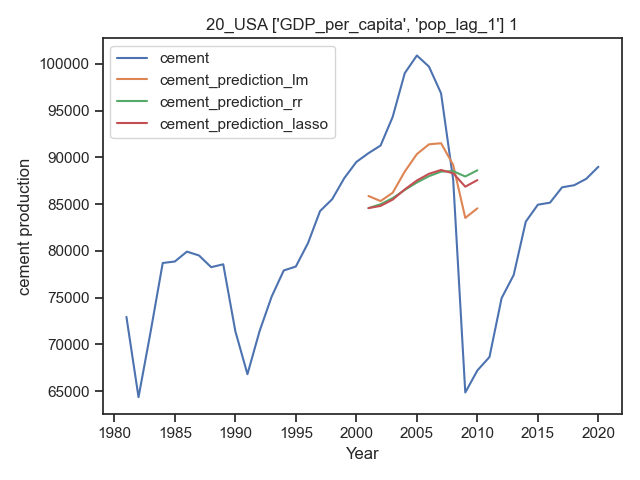 20_USA ['GDP_per_capita', 'pop_lag_1'] 1
cement
cement_prediction_lm
cement_prediction_rr
cement_prediction_lasso
cement production
100000
95000
90000
85000
80000
75000
70000
65000
1980 1985 1990 1995 2000 2005 2010 2015 2020
Year